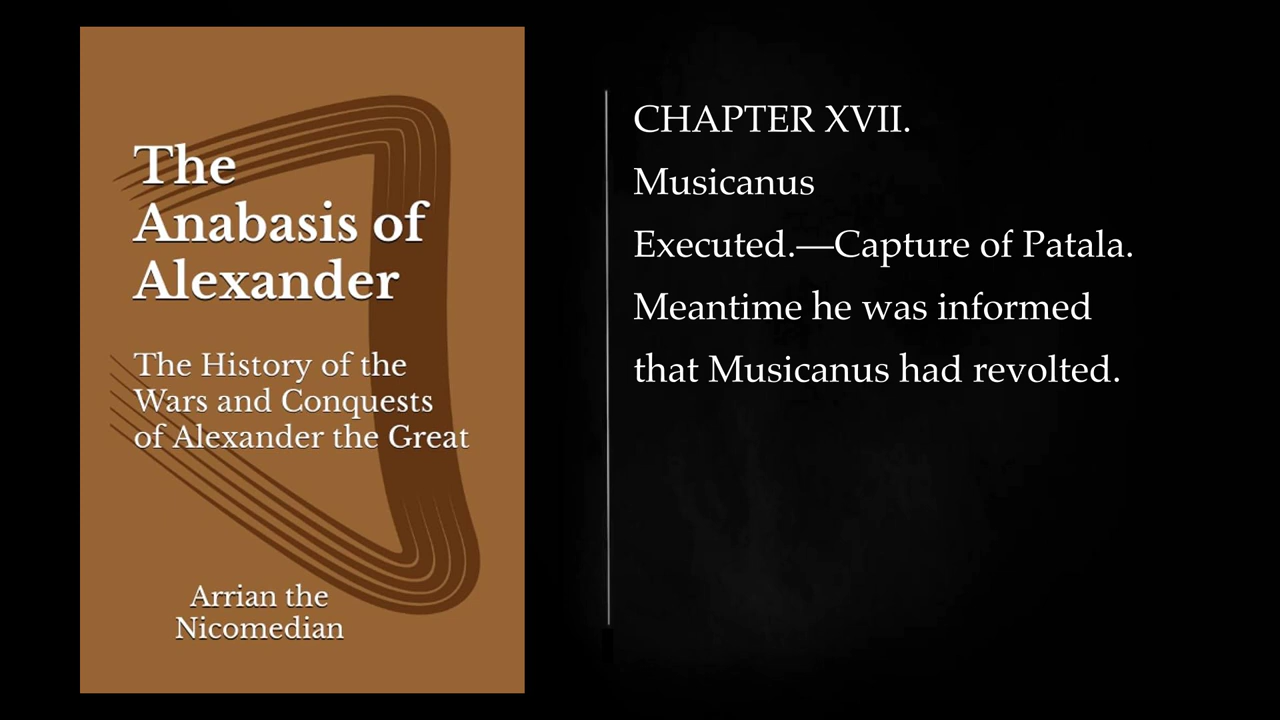 The
Anabasis of
Alexander
The History of the
Wars and Conquests
of Alexander the Great
Arrian the
Nicomedian
CHAPTER XVII.
Musicanus
Executed.—Capture of Patala.
Meantime he was informed
that Musicanus had revolted.